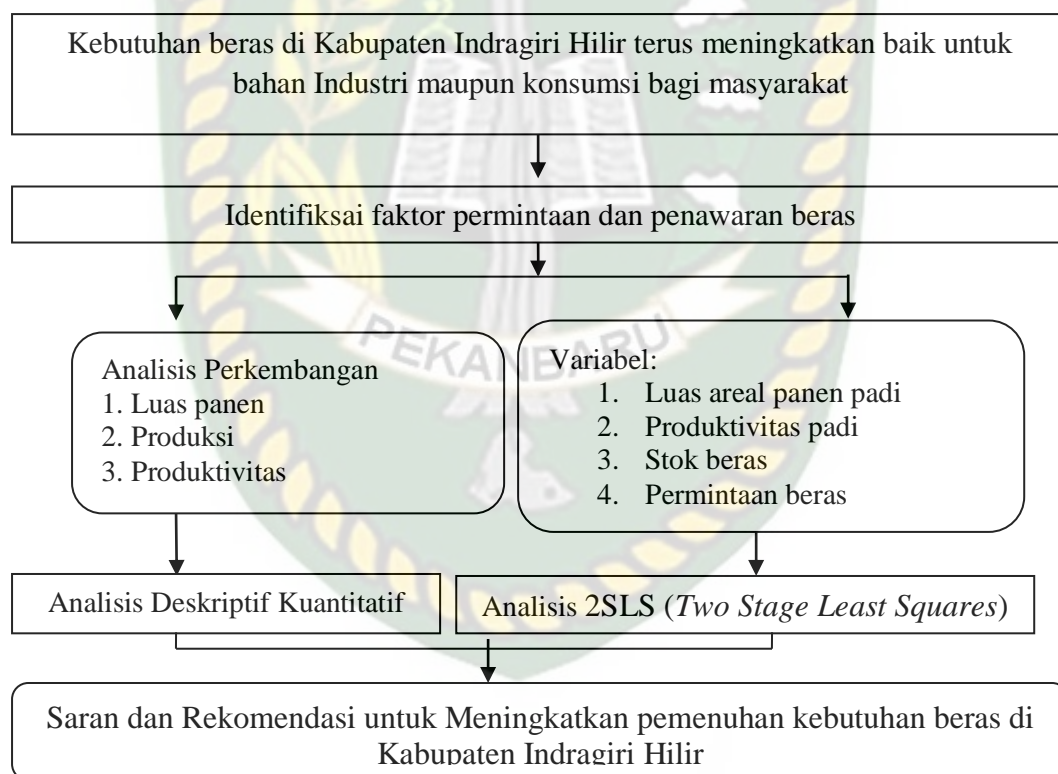 Kebutuhan beras di Kabupaten Indragiri Hilir terus meningkatkan baik untuk
bahan Industri maupun konsumsi bagi masyarakat
Identifiksai faktor permintaan dan penawaran beras
PEKANBARU
Analisis Perkembangan
1. Luas panen
2. Produksi
3. Produktivitas
Variabel:
1. Luas areal panen padi
2. Produktivitas padi
3. Stok beras
4. Permintaan beras
Analisis Deskriptif Kuantitatif
Analisis 2SLS (Two Stage Least Squares)
Saran dan Rekomendasi untuk Meningkatkan pemenuhan kebutuhan beras di
Kabupaten Indragiri Hilir